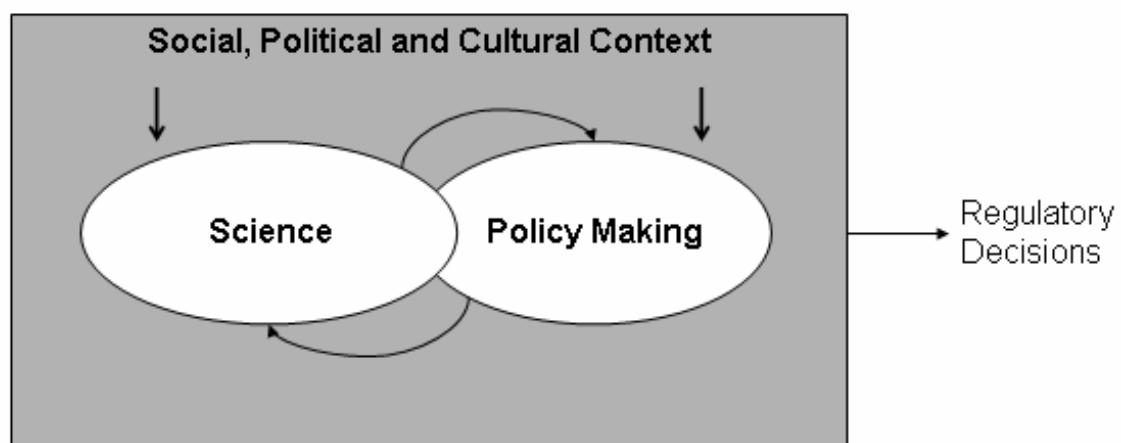 Social, Political and Cultural Context
Science
Policy Making
Regulatory
Decisions